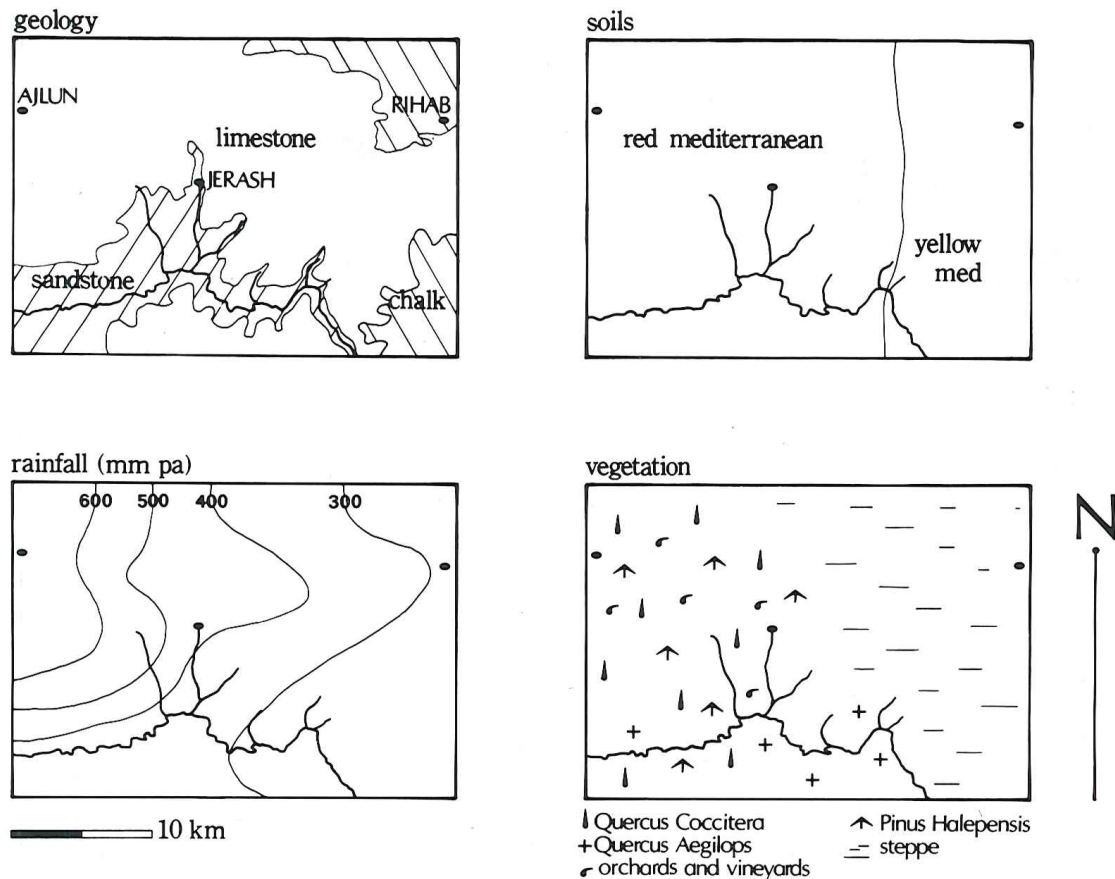 geology
AJLUN
RIHAB
limestone
JERASH
sandstone
chalk
soils
red mediterranean
yellow
med
rainfall (mm pa)
600 500 400 300
10 km
vegetation
N
Quercus Coccitera
Quercus Aegilops
orchards and vineyards
Pinus Halepensis
steppe